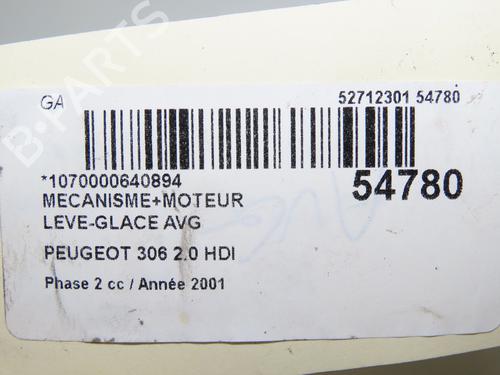 B-PARTS
GA
52712301 54780
*1070000640894
54780
MECANISME+MOTEUR
LEVE-GLACE AVG
PEUGEOT 306 2.0 HDI
Phase 2 cc / Année 2001